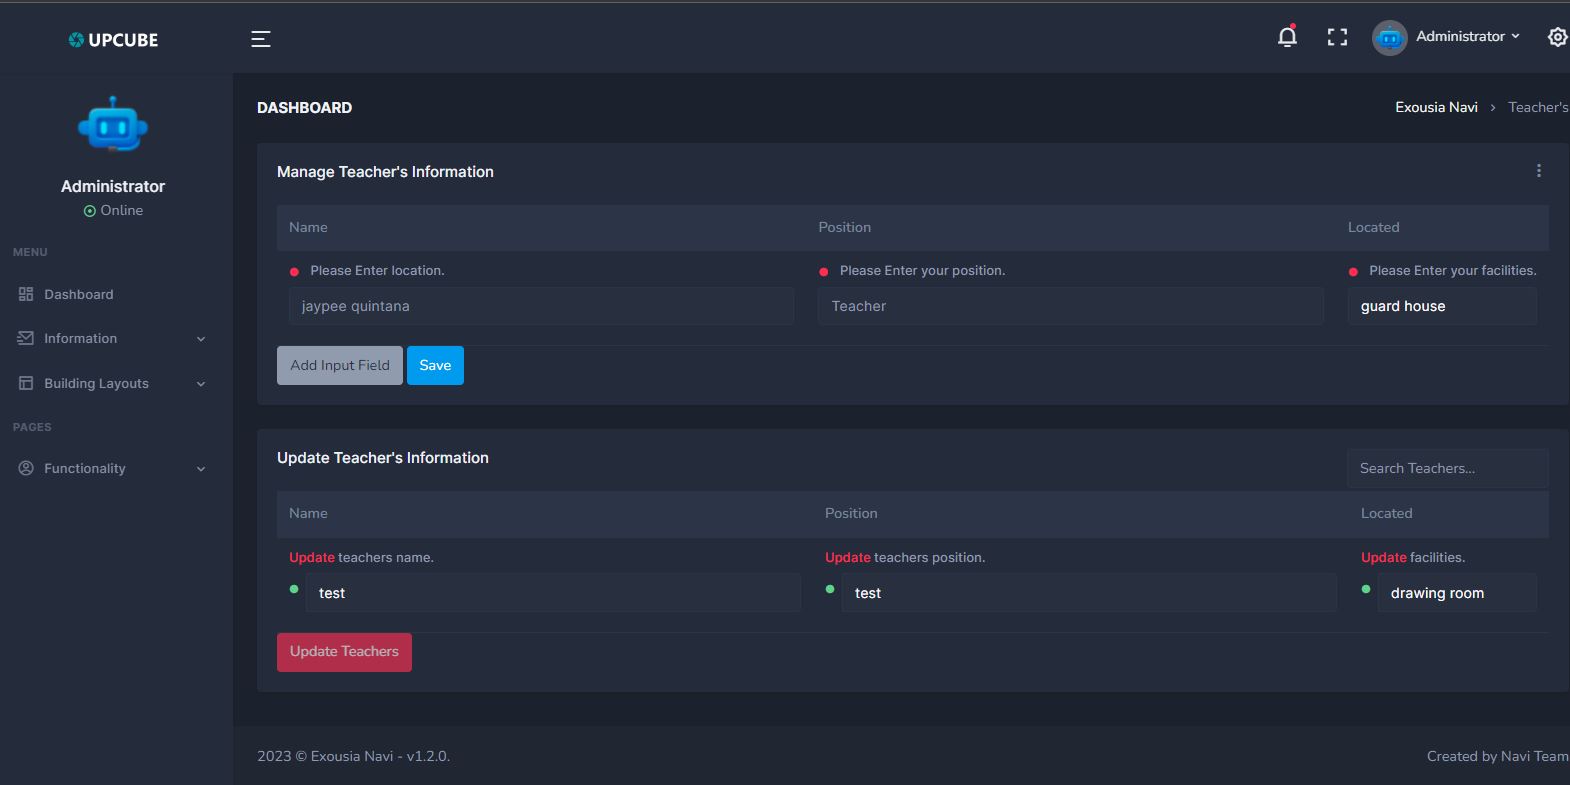 UPCUBE
Administrator
Administrator
Online
MENU
Dashboard
Information
Building Layouts
PAGES
Functionality
DASHBOARD
Exousia Navi > Teacher's
Manage Teacher's Information
Name Position Located
Please Enter location. Please Enter your position. Please Enter your facilities.
jaypee quintana Teacher guard house
Add Input Field Save
Update Teacher's Information
Search Teachers...
Name Position Located
Update teachers name. Update teachers position. Update facilities.
test test drawing room
Update Teachers
2023 © Exousia Navi - v1.2.0.
Created by Navi Team